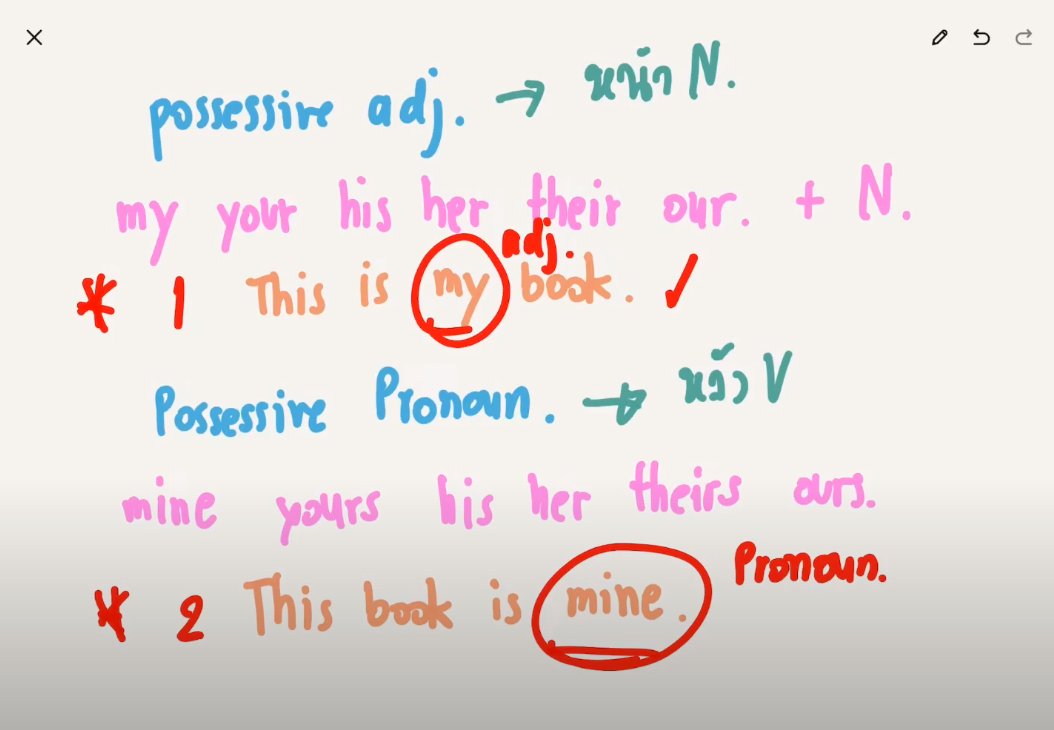 possessive adj. → หน้า N.
my your his her their our. + N.
adj.
* 1 This is my book. ✓
Possessive Pronoun. → หลัง V
mine yours his her theirs ours.
Pronoun.
* 2 This book is mine.